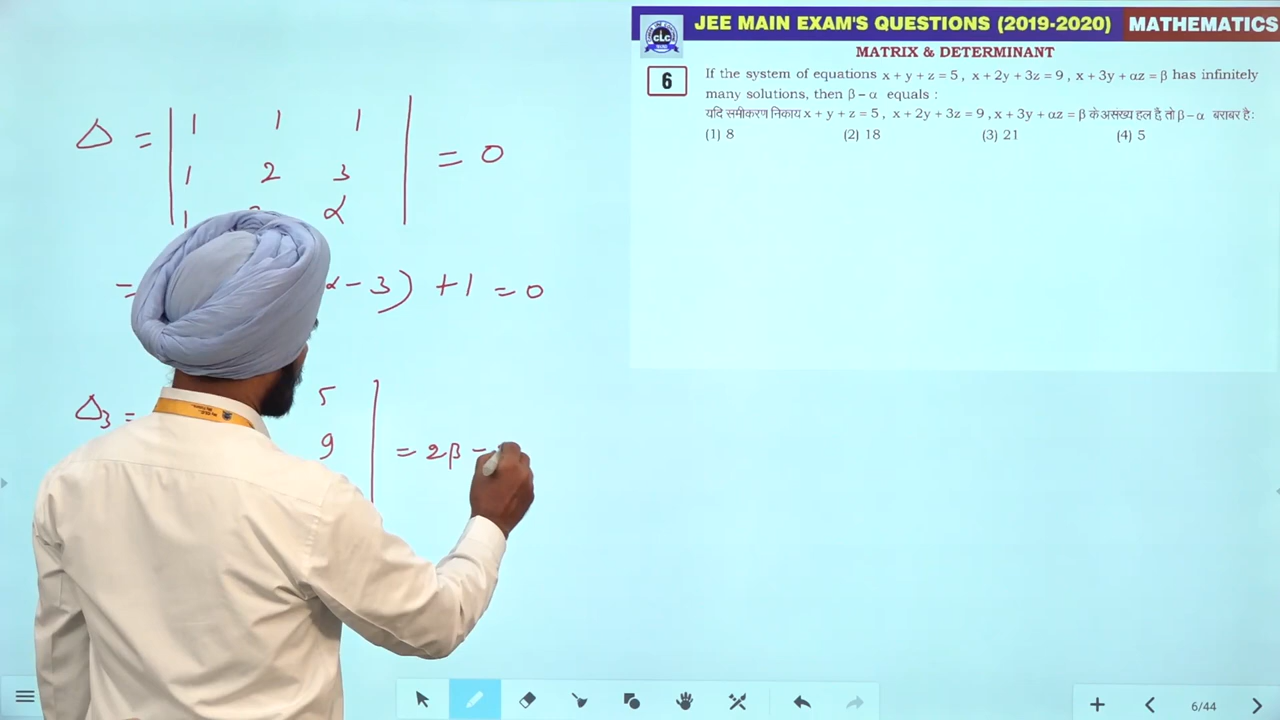 JEE MAIN EXAM'S QUESTIONS (2019-2020) MATHEMATICS
CLC
MATRIX & DETERMINANT
6
If the system of equations x + y + z = 5 , x + 2y + 3z = 9 , x + 3y + αz = β has infinitely
many solutions, then β – α equals :
यदि समीकरण निकाय x + y + z = 5 , x + 2y + 3z = 9 , x + 3y + αz = β के असंख्य हल है, तो β – α बराबर है:
(1) 8 (2) 18 (3) 21 (4) 5
Δ = | 1 1 1 |
1 2 3 = 0
1 α
= α – 3) + 1 = 0
Δ₃ = 5
9 = 2β –
6/44